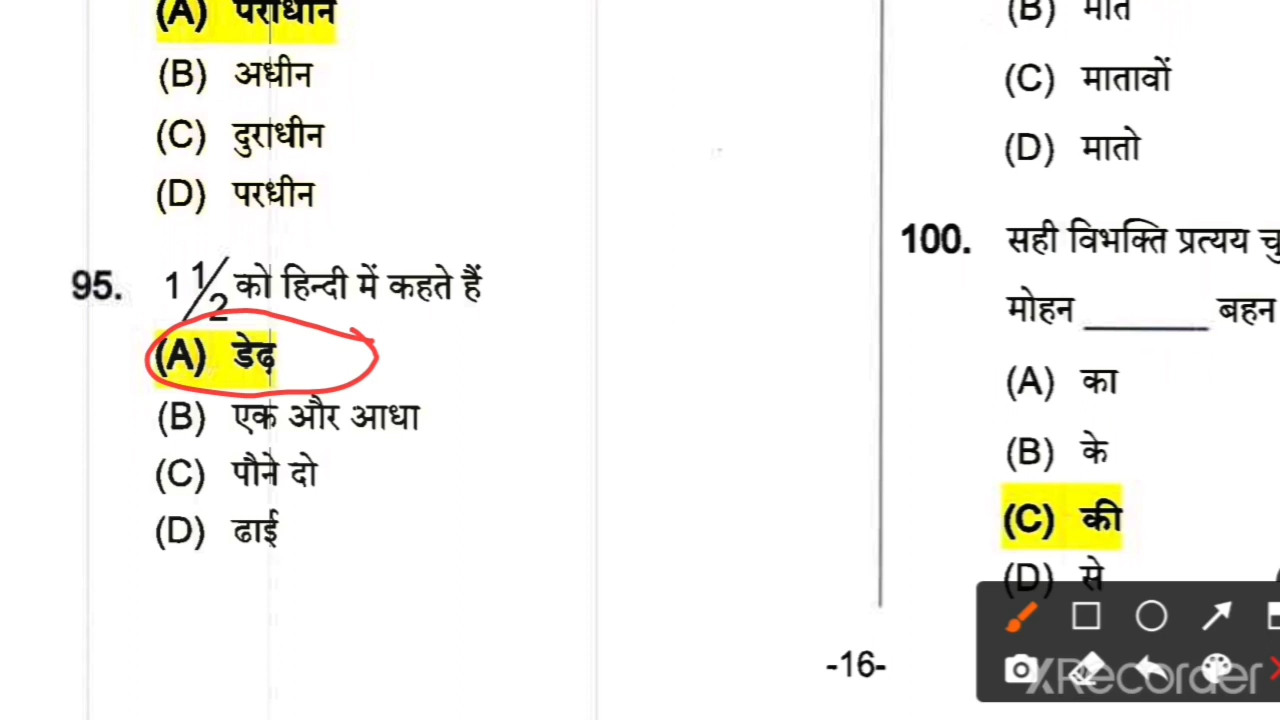 (A) पराधीन
(B) अधीन
(C) दुराधीन
(D) परधीन
95. 1 1/2 को हिन्दी में कहते हैं
(A) डेढ़
(B) एक और आधा
(C) पौने दो
(D) ढाई
(B) मात
(C) मातावों
(D) मातो
100. सही विभक्ति प्रत्यय चु
मोहन ______ बहन
(A) का
(B) के
(C) की
(D) से
-16-
XRecorder